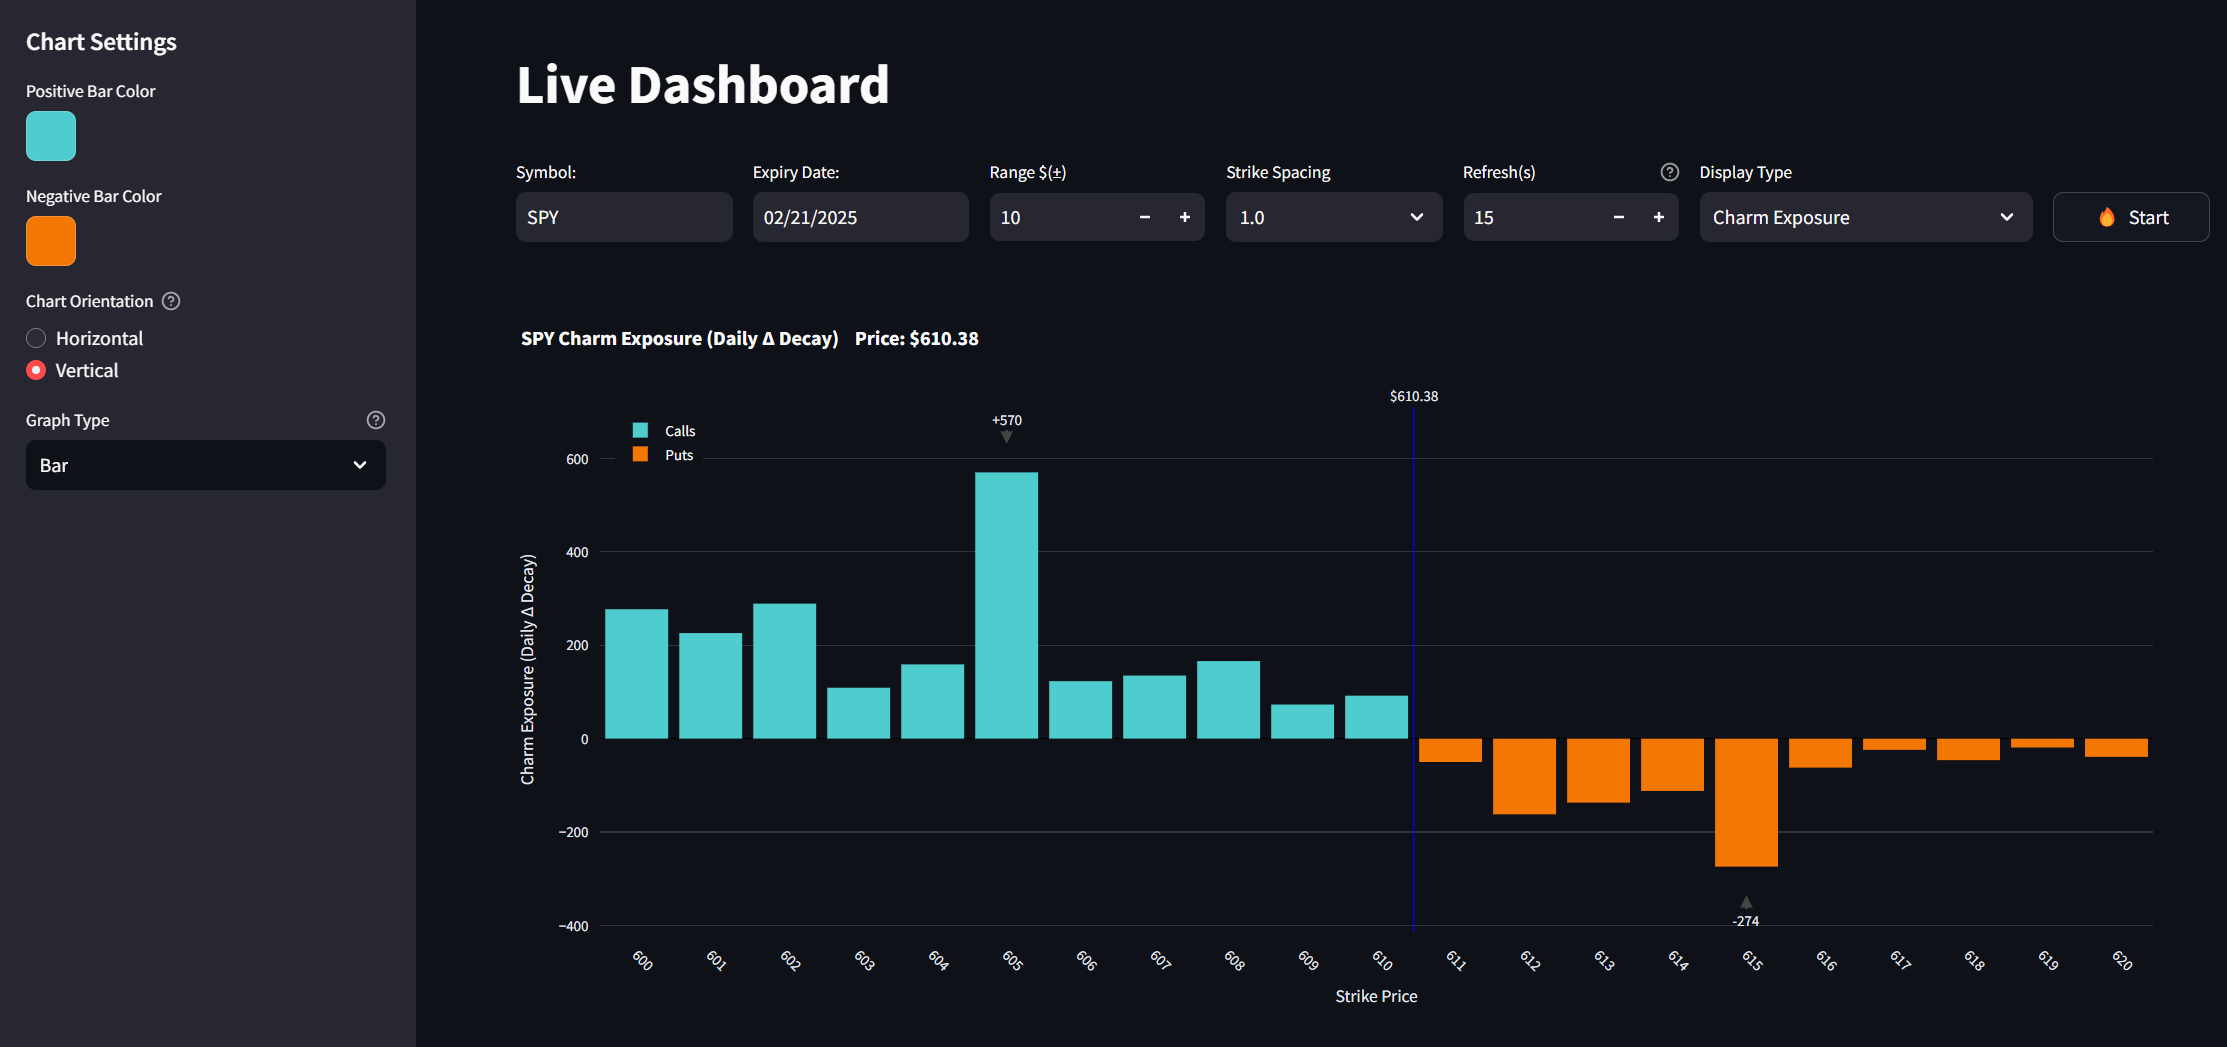 Chart Settings
Positive Bar Color
Negative Bar Color
Chart Orientation
Horizontal
Vertical
Graph Type
Bar
Live Dashboard
Symbol: Expiry Date: Range $(±) Strike Spacing Refresh(s) Display Type
SPY 02/21/2025 10 − + 1.0 15 − + Charm Exposure Start
SPY Charm Exposure (Daily Δ Decay) Price: $610.38
$610.38
+570
Calls
Puts
600
400
200
0
−200
−400
-274
Charm Exposure (Daily Δ Decay)
600 601 602 603 604 605 606 607 608 609 610 611 612 613 614 615 616 617 618 619 620
Strike Price